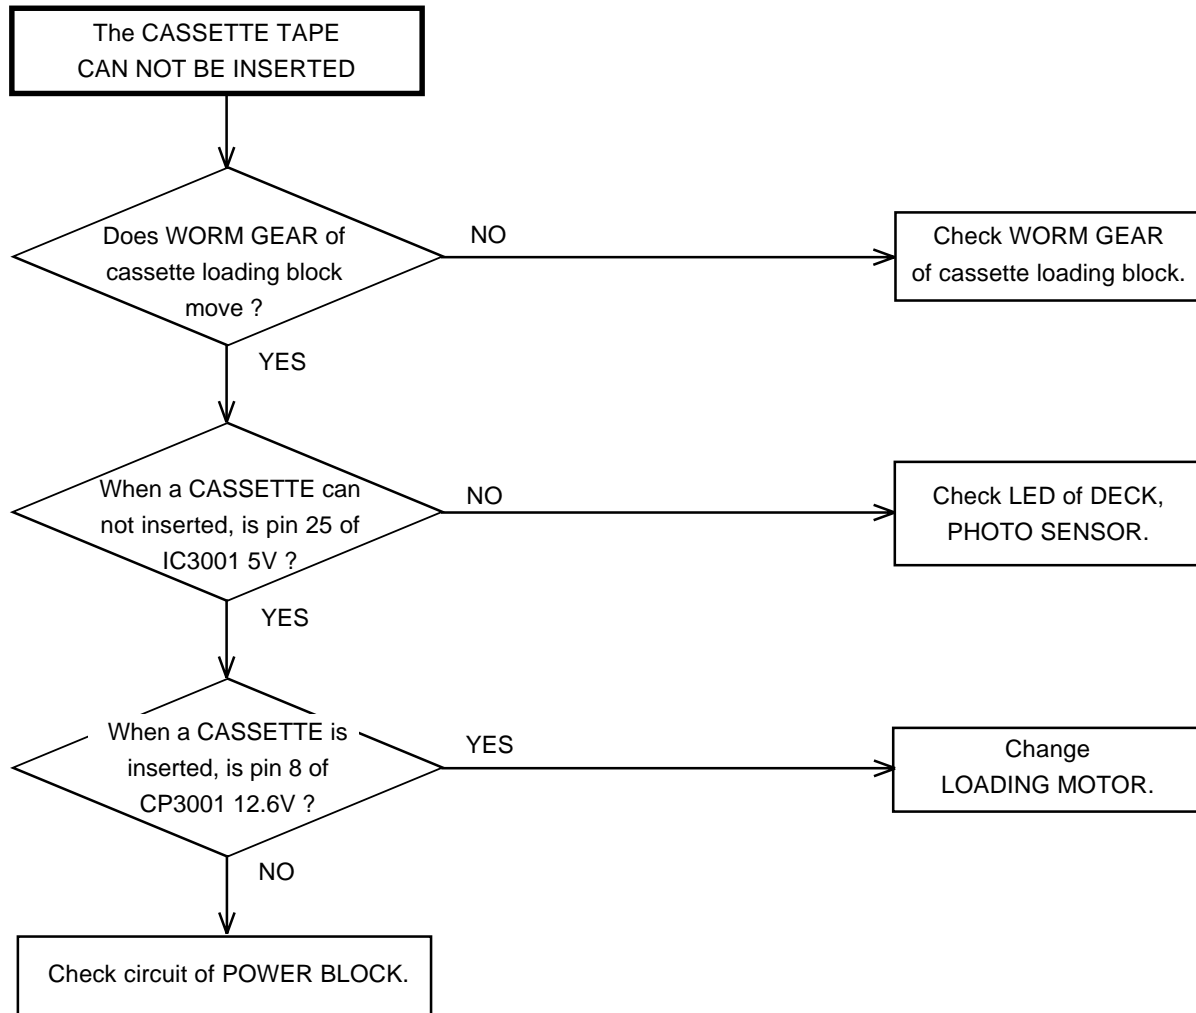 The CASSETTE TAPE
CAN NOT BE INSERTED
Does WORM GEAR of
cassette loading block
move ?
NO
Check WORM GEAR
of cassette loading block.
YES
When a CASSETTE can
not inserted, is pin 25 of
IC3001 5V ?
NO
Check LED of DECK,
PHOTO SENSOR.
YES
When a CASSETTE is
inserted, is pin 8 of
CP3001 12.6V ?
YES
Change
LOADING MOTOR.
NO
Check circuit of POWER BLOCK.